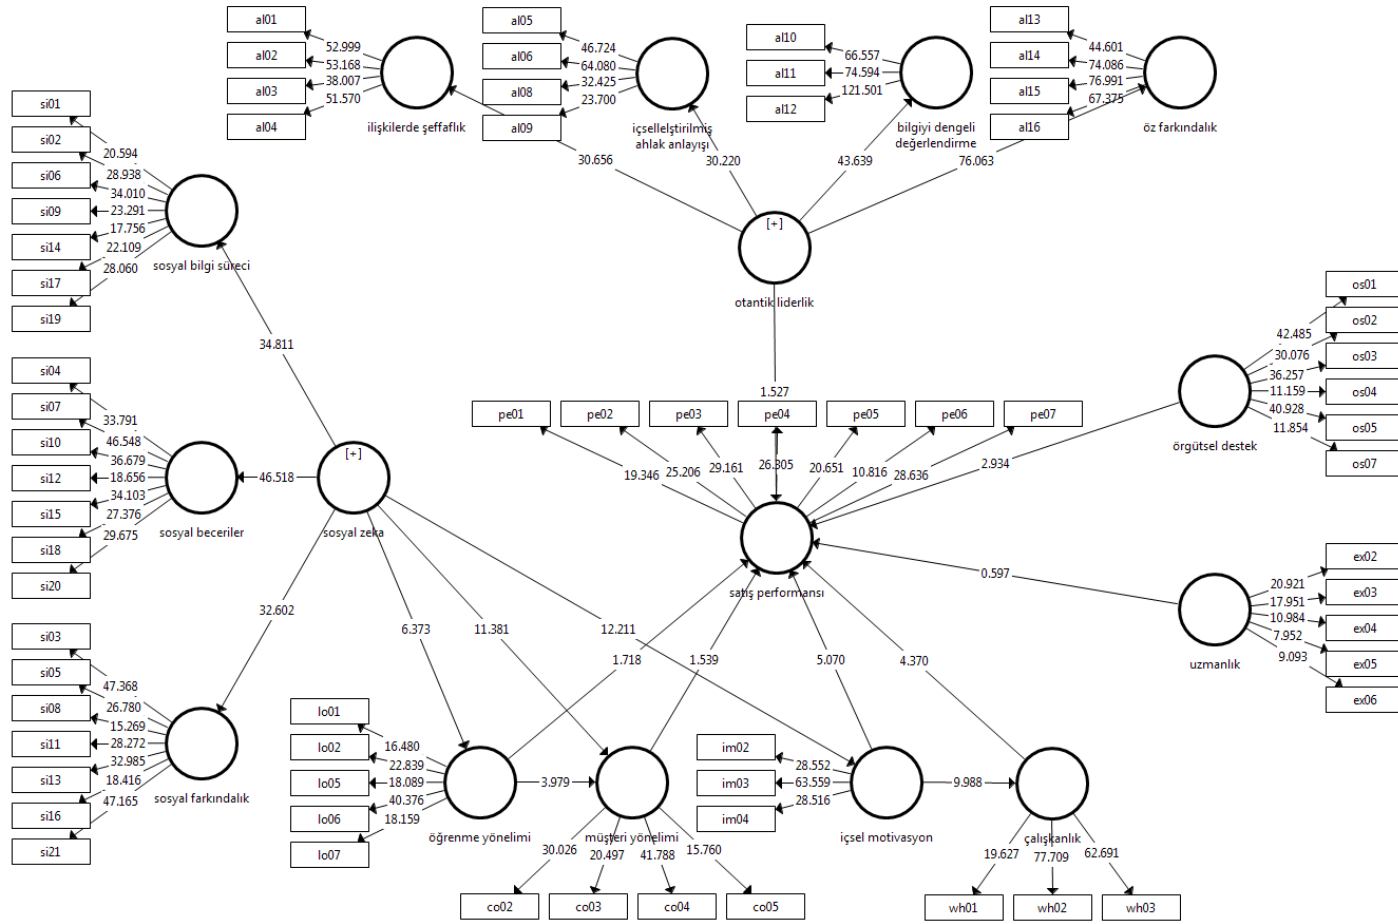 al01
al02
al03
al04
52.999
53.168
38.007
51.570
ilişkilerde şeffaflık
al05
al06
al08
al09
46.724
64.080
32.425
23.700
içsellelştirilmiş
ahlak anlayışı
al10
al11
al12
66.557
74.594
121.501
bilgiyi dengeli
değerlendirme
al13
al14
al15
al16
44.601
74.086
76.991
67.375
öz farkındalık
30.656
30.220
43.639
76.063
[+]
otantik liderlik
1.527
si01
si02
si06
si09
si14
si17
si19
20.594
28.938
34.010
23.291
17.756
22.109
28.060
sosyal bilgi süreci
34.811
si04
si07
si10
si12
si15
si18
si20
33.791
46.548
36.679
18.656
34.103
27.376
29.675
sosyal beceriler
46.518
[+]
sosyal zeka
32.602
si03
si05
si08
si11
si13
si16
si21
47.368
26.780
15.269
28.272
32.985
18.416
47.165
sosyal farkındalık
pe01
pe02
pe03
pe04
pe05
pe06
pe07
19.346
25.206
29.161
26.305
20.651
10.816
28.636
satış performansı
os01
os02
os03
os04
os05
os07
42.485
30.076
36.257
11.159
40.928
11.854
örgütsel destek
2.934
ex02
ex03
ex04
ex05
ex06
20.921
17.951
10.984
7.952
9.093
uzmanlık
0.597
6.373
11.381
12.211
1.718
1.539
5.070
4.370
lo01
lo02
lo05
lo06
lo07
16.480
22.839
18.089
40.376
18.159
öğrenme yönelimi
3.979
müşteri yönelimi
30.026
20.497
41.788
15.760
co02
co03
co04
co05
im02
im03
im04
28.552
63.559
28.516
içsel motivasyon
9.988
çalışkanlık
19.627
77.709
62.691
wh01
wh02
wh03